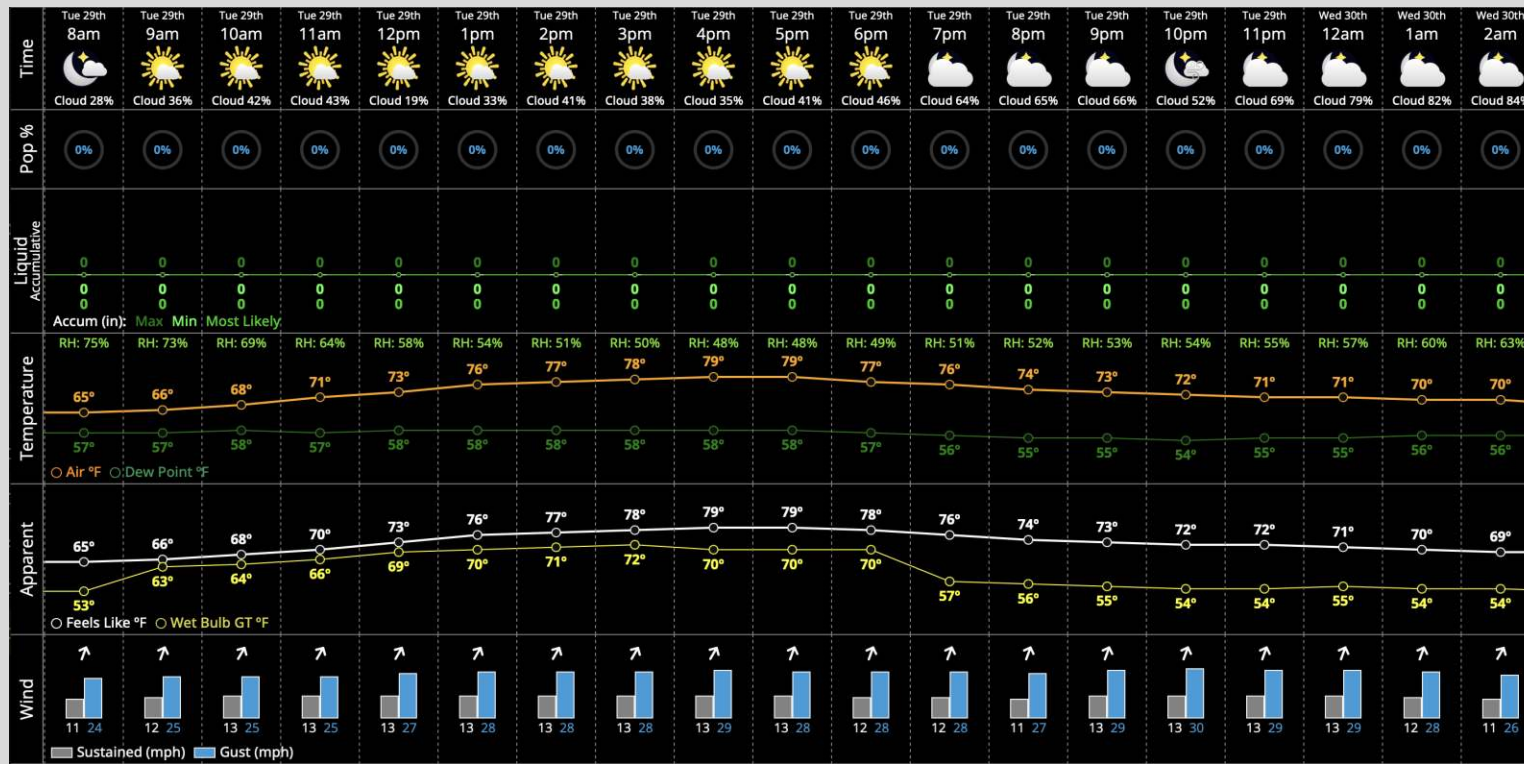 Time
Tue 29th Tue 29th Tue 29th Tue 29th Tue 29th Tue 29th Tue 29th Tue 29th Tue 29th Tue 29th Tue 29th Tue 29th Tue 29th Tue 29th Tue 29th Tue 29th Wed 30th Wed 30th Wed 30th
8am 9am 10am 11am 12pm 1pm 2pm 3pm 4pm 5pm 6pm 7pm 8pm 9pm 10pm 11pm 12am 1am 2am
Cloud 28% Cloud 36% Cloud 42% Cloud 43% Cloud 19% Cloud 33% Cloud 41% Cloud 38% Cloud 35% Cloud 41% Cloud 46% Cloud 64% Cloud 65% Cloud 66% Cloud 52% Cloud 69% Cloud 79% Cloud 82% Cloud 84%
Pop %
0% 0% 0% 0% 0% 0% 0% 0% 0% 0% 0% 0% 0% 0% 0% 0% 0% 0% 0%
Liquid
Accumulative
0 0 0 0 0 0 0 0 0 0 0 0 0 0 0 0 0 0 0
0 0 0 0 0 0 0 0 0 0 0 0 0 0 0 0 0 0 0
0 0 0 0 0 0 0 0 0 0 0 0 0 0 0 0 0 0 0
Accum (in): Max Min Most Likely
Temperature
RH: 75% RH: 73% RH: 69% RH: 64% RH: 58% RH: 54% RH: 51% RH: 50% RH: 48% RH: 48% RH: 49% RH: 51% RH: 52% RH: 53% RH: 54% RH: 55% RH: 57% RH: 60% RH: 63%
65° 66° 68° 71° 73° 76° 77° 78° 79° 79° 77° 76° 74° 73° 72° 71° 71° 70° 70°
57° 57° 58° 57° 58° 58° 58° 58° 58° 58° 57° 56° 55° 55° 54° 55° 55° 56° 56°
Air °F Dew Point °F
Apparent
65° 66° 68° 70° 73° 76° 77° 78° 79° 79° 78° 76° 74° 73° 72° 72° 71° 70° 69°
53° 63° 64° 66° 69° 70° 71° 72° 70° 70° 70° 57° 56° 55° 54° 54° 55° 54° 54°
Feels Like °F Wet Bulb GT °F
Wind
11 24 12 25 13 25 13 25 13 27 13 28 13 28 13 28 13 29 13 28 12 28 12 28 11 27 13 29 13 30 13 29 13 29 12 28 11 26
Sustained (mph) Gust (mph)